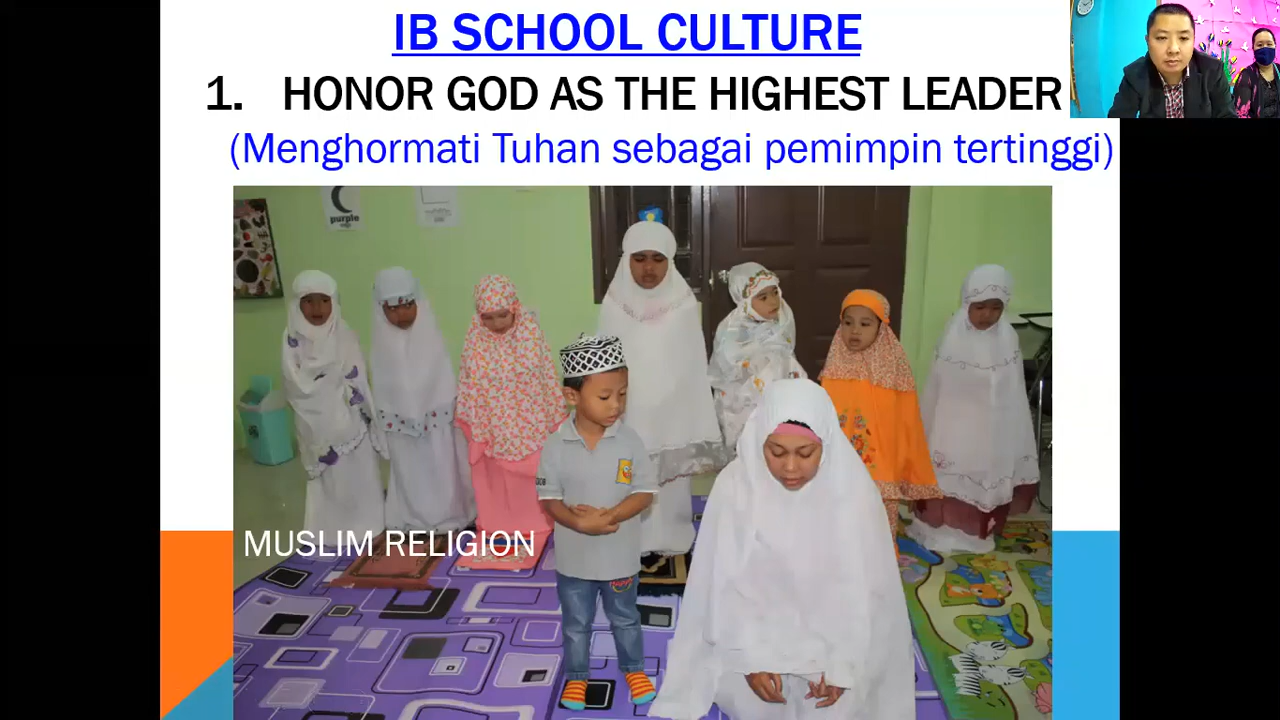 IB SCHOOL CULTURE
1. HONOR GOD AS THE HIGHEST LEADER
(Menghormati Tuhan sebagai pemimpin tertinggi)
purple
MUSLIM RELIGION